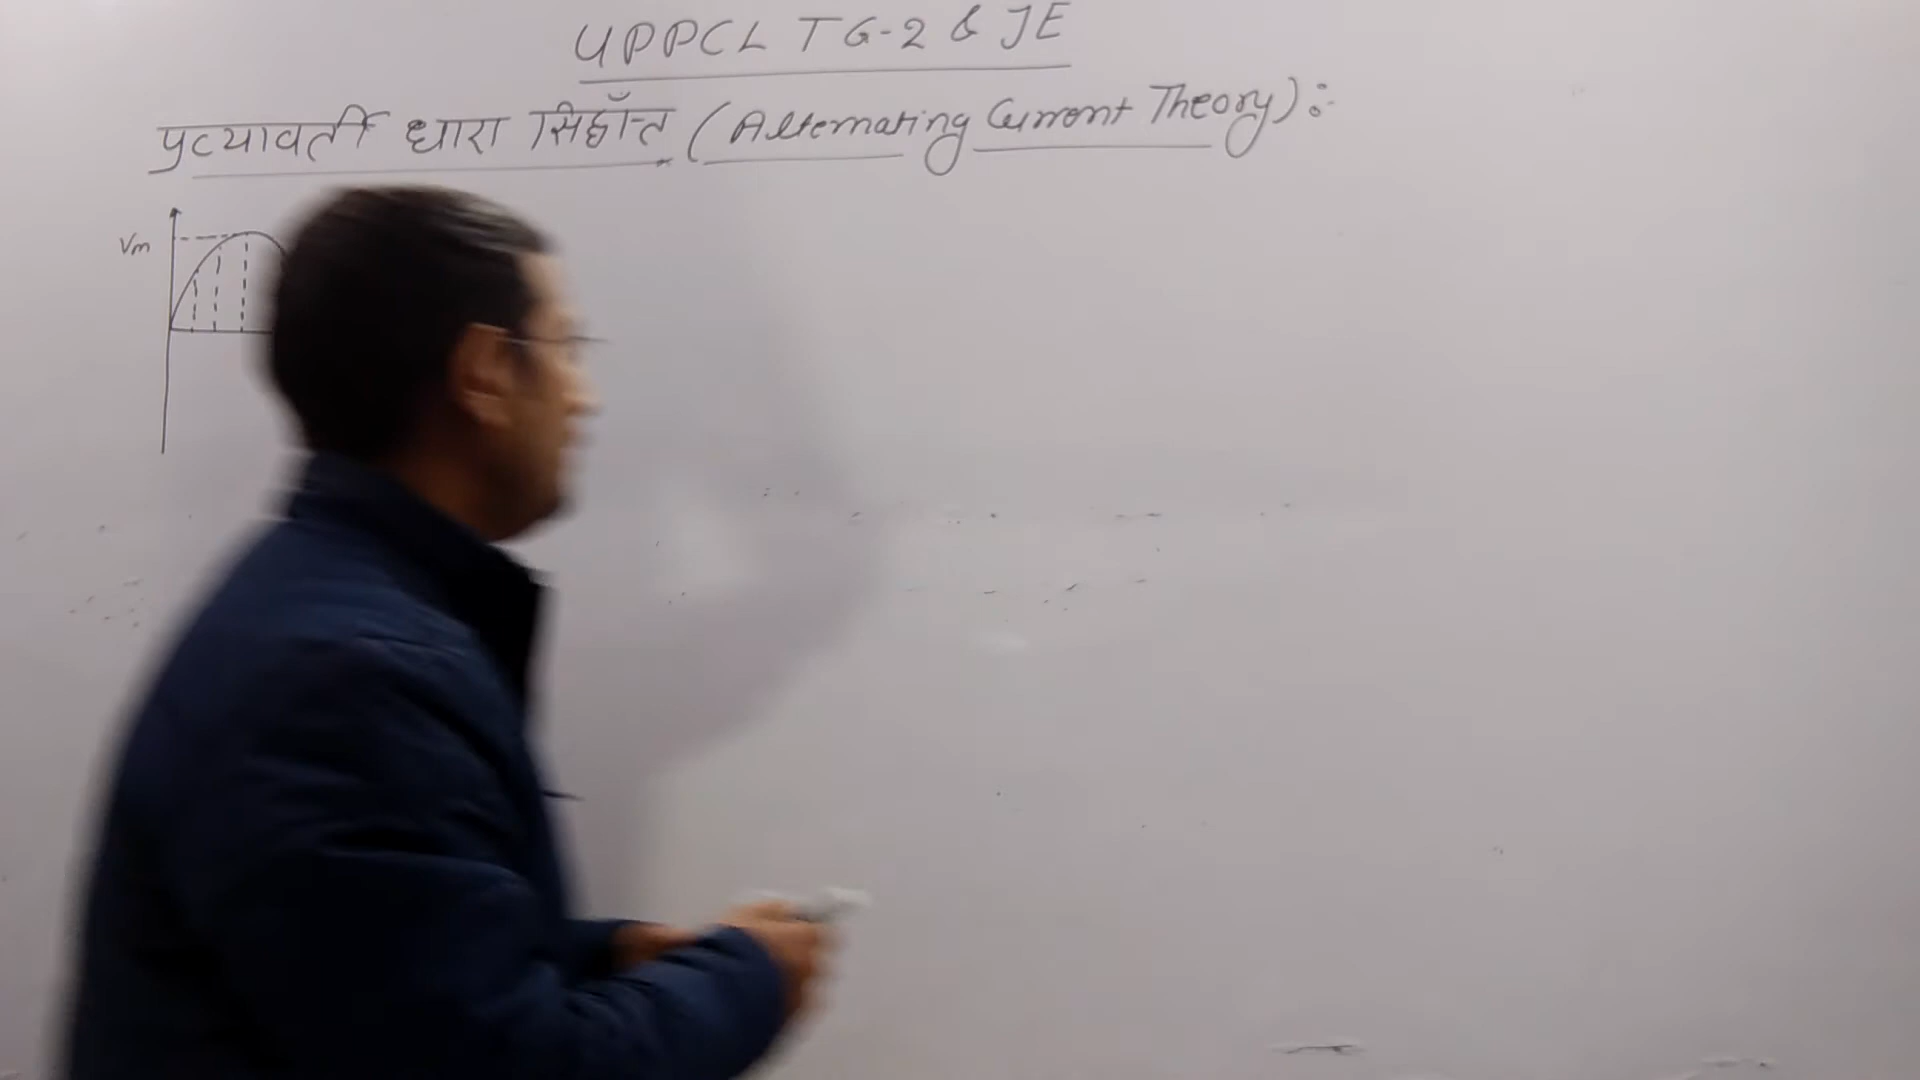 UPPCL TG-2 & JE
प्रत्यावर्ती धारा सिद्धाँन्त (Alternating Current Theory):-
Vm